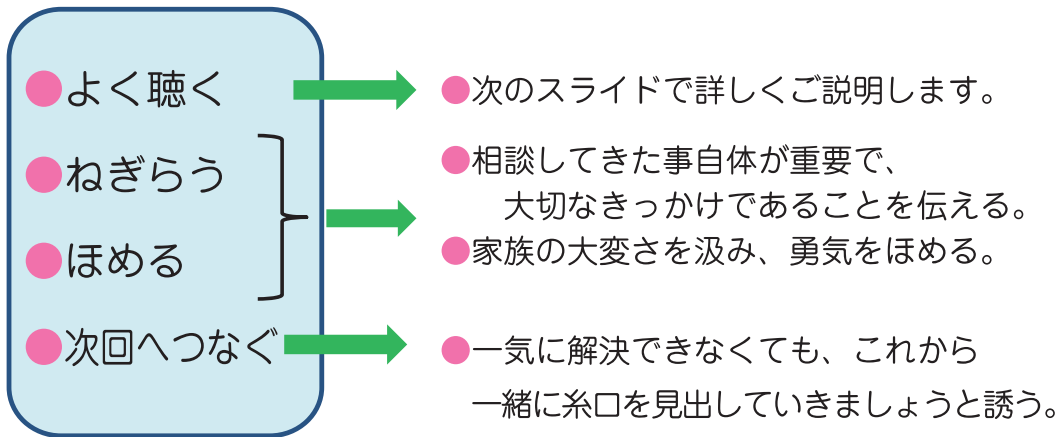 ●よく聴く
●ねぎらう
●ほめる
●次回へつなぐ
●次のスライドで詳しくご説明します。
●相談してきた事自体が重要で、
大切なきっかけであることを伝える。
●家族の大変さを汲み、勇気をほめる。
●一気に解決できなくても、これから
一緒に糸口を見出していきましょうと誘う。